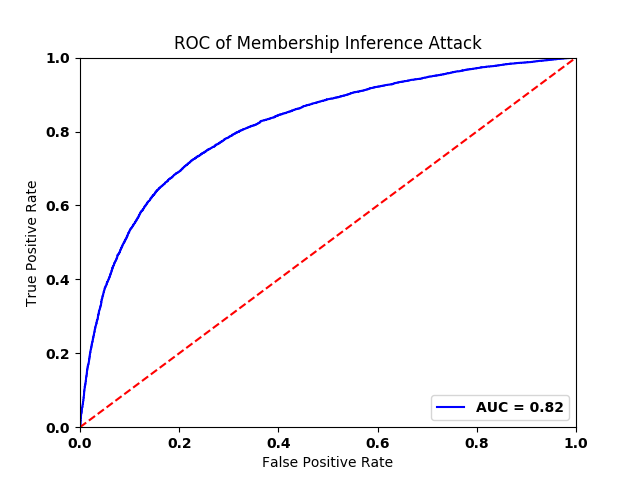 ROC of Membership Inference Attack
True Positive Rate
1.0
0.8
0.6
0.4
0.2
0.0
AUC = 0.82
0.0 0.2 0.4 0.6 0.8 1.0
False Positive Rate